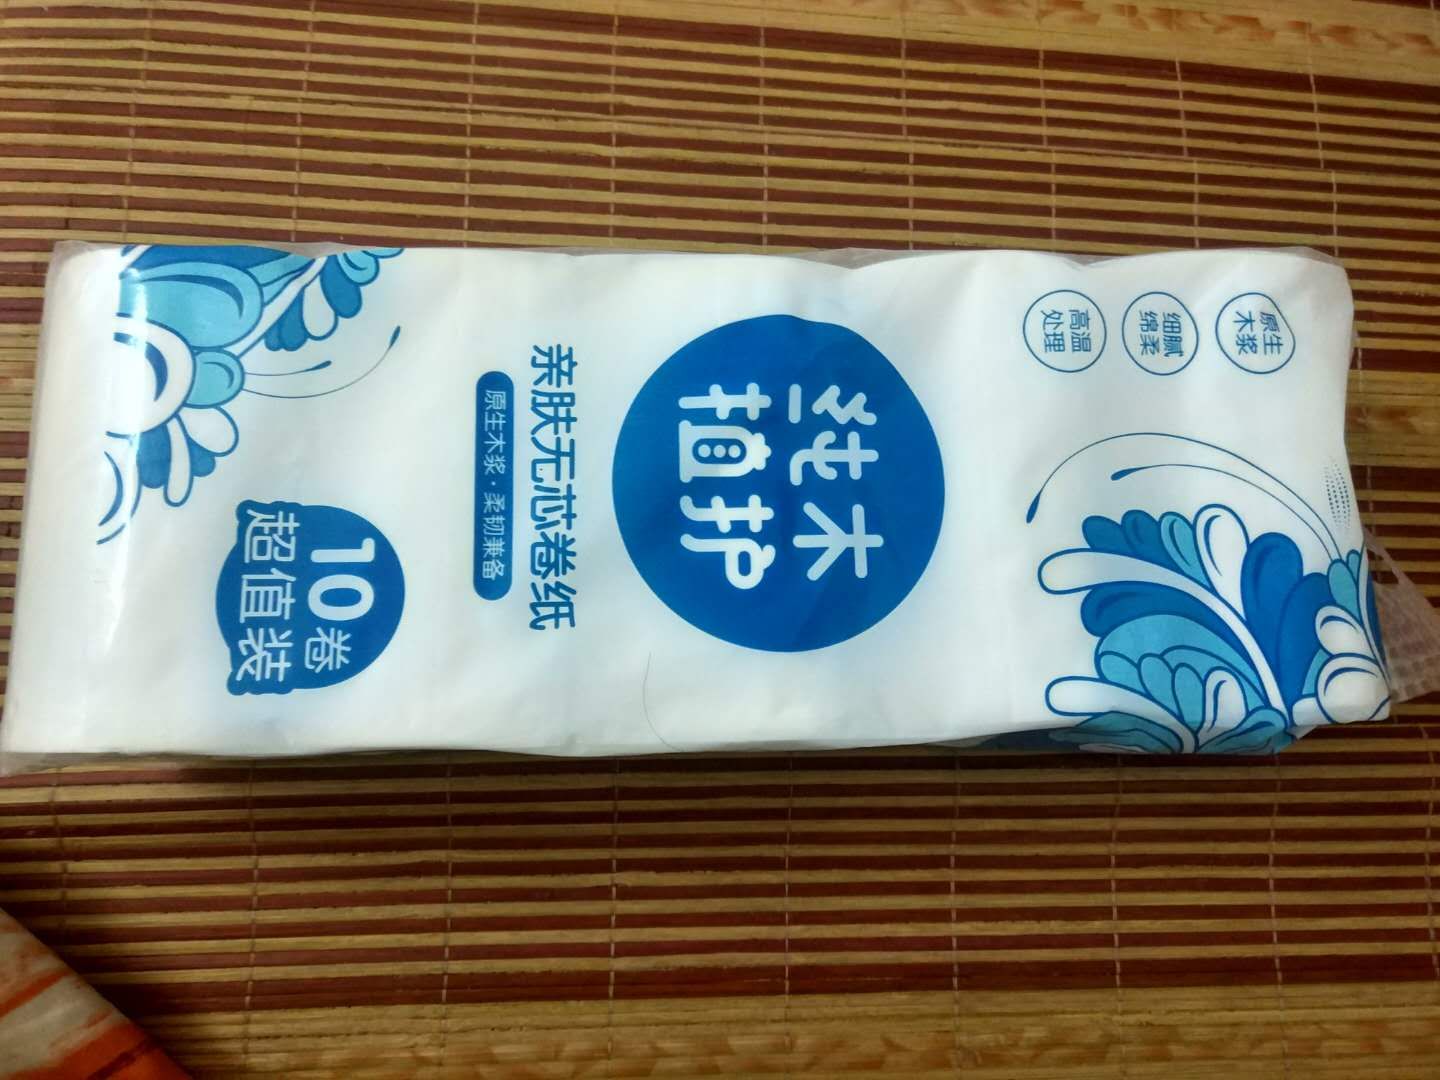 原生
木浆
细腻
绵柔
高温
处理
纯木
植护
亲肤无芯卷纸
原生木浆·柔韧兼备
10卷
超值装